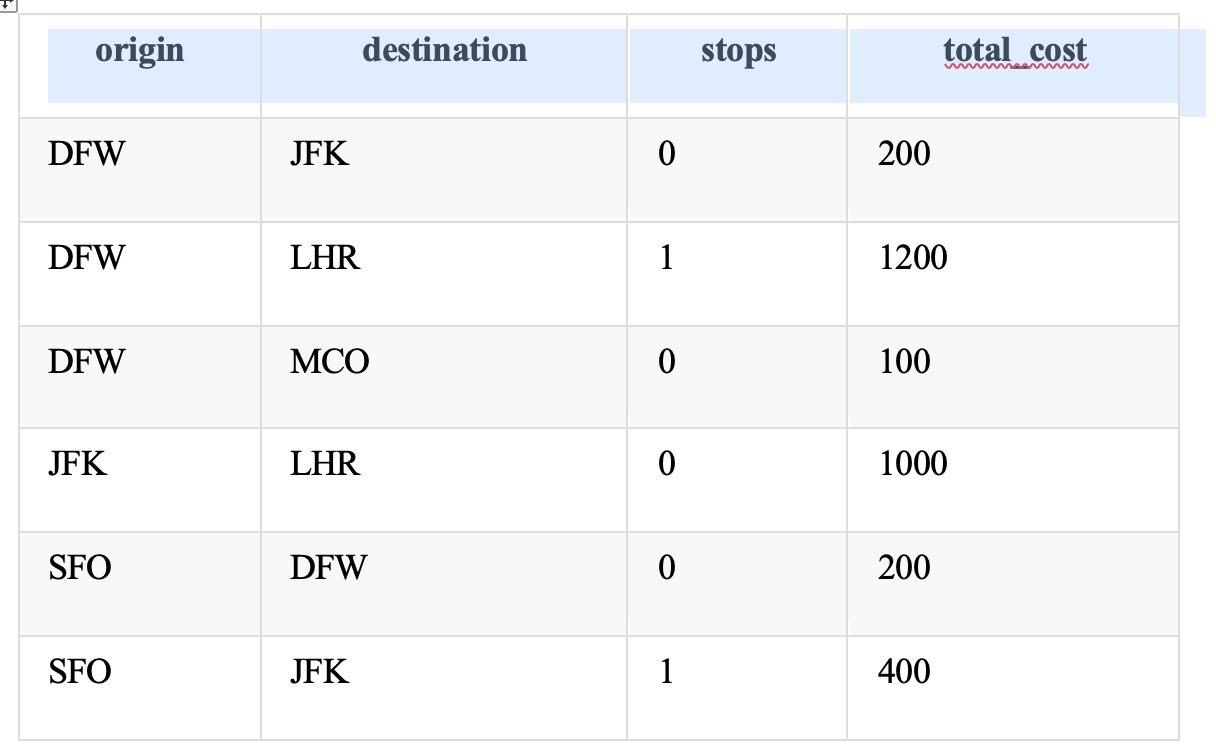 origin destination stops total_cost
DFW JFK 0 200
DFW LHR 1 1200
DFW MCO 0 100
JFK LHR 0 1000
SFO DFW 0 200
SFO JFK 1 400